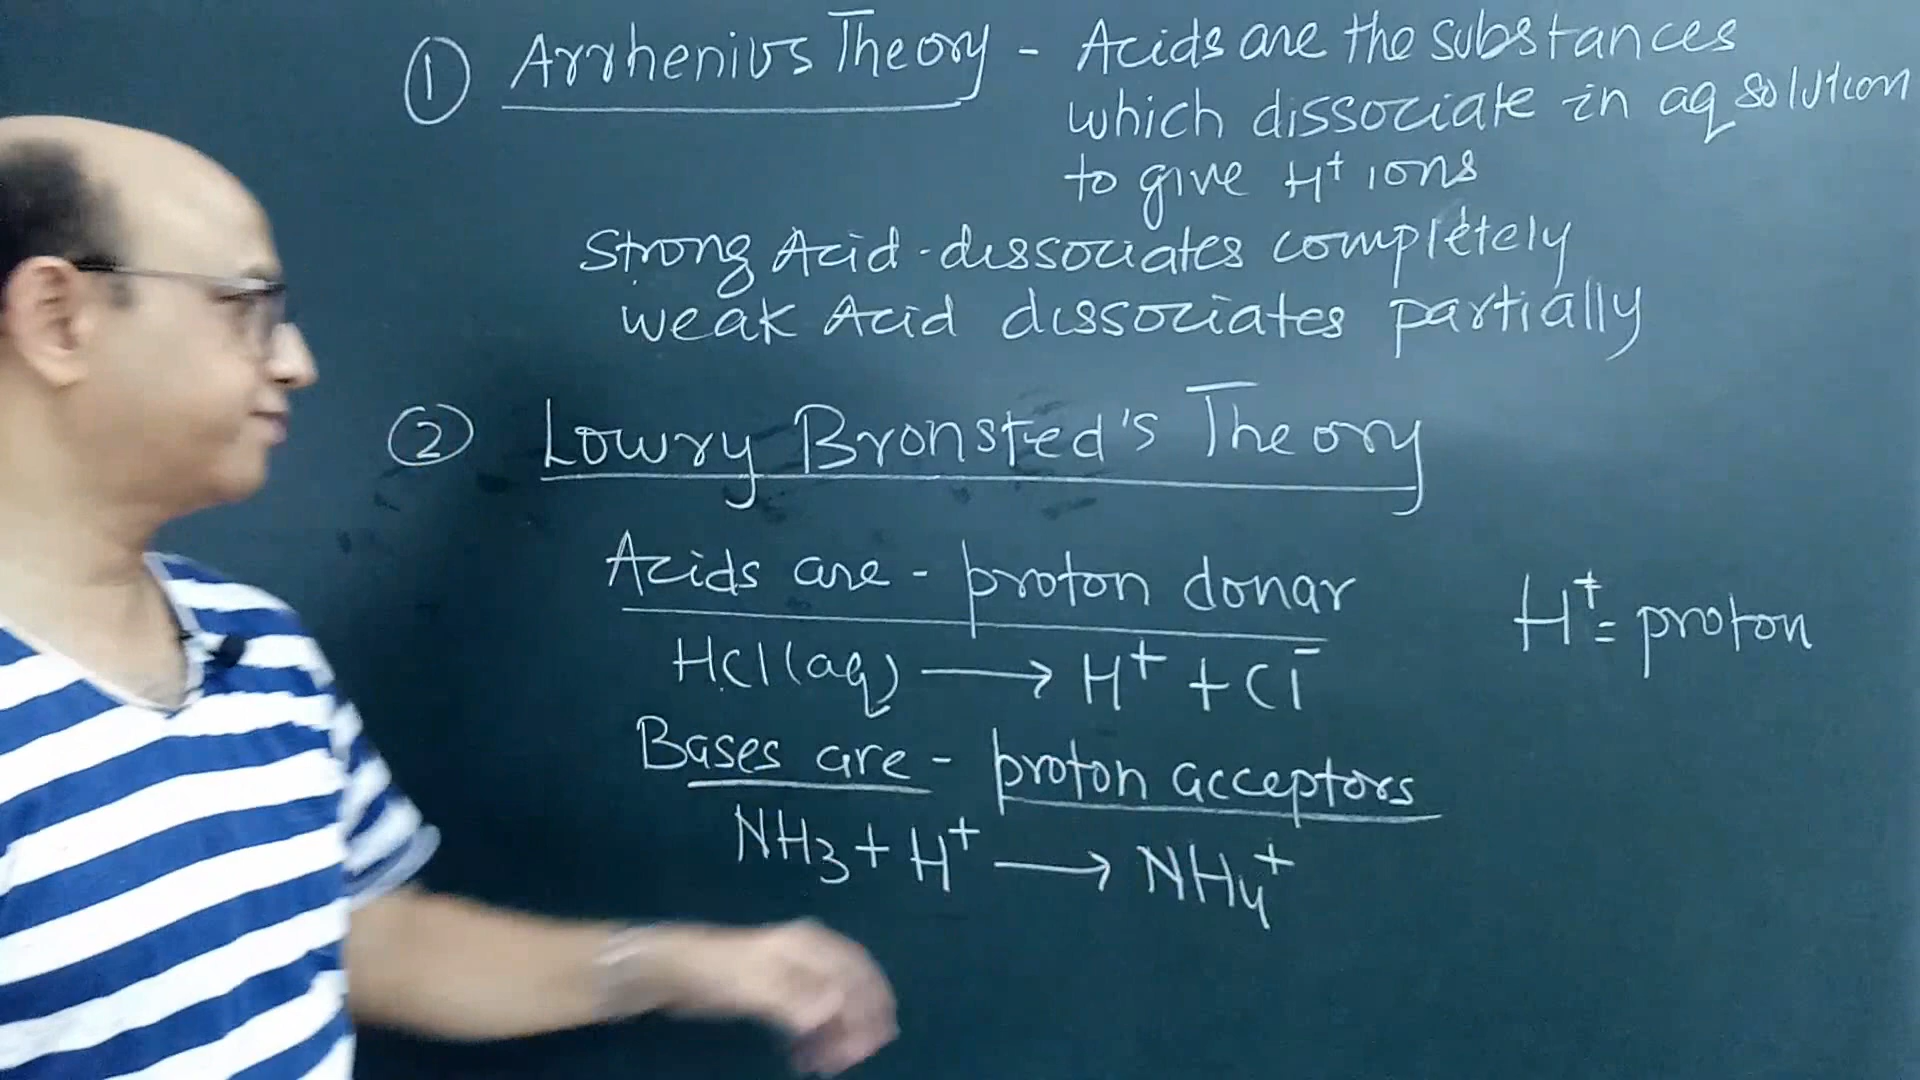 ① Arrhenius Theory - Acids are the substances
which dissociate in aq solution
to give H⁺ ions
Strong Acid - dissociates completely
weak Acid dissociates partially
② Lowry Bronsted's Theory
Acids are - proton donar
H⁺ = proton
HCl(aq) ⟶ H⁺ + Cl⁻
Bases are - proton acceptors
NH₃ + H⁺ ⟶ NH₄⁺